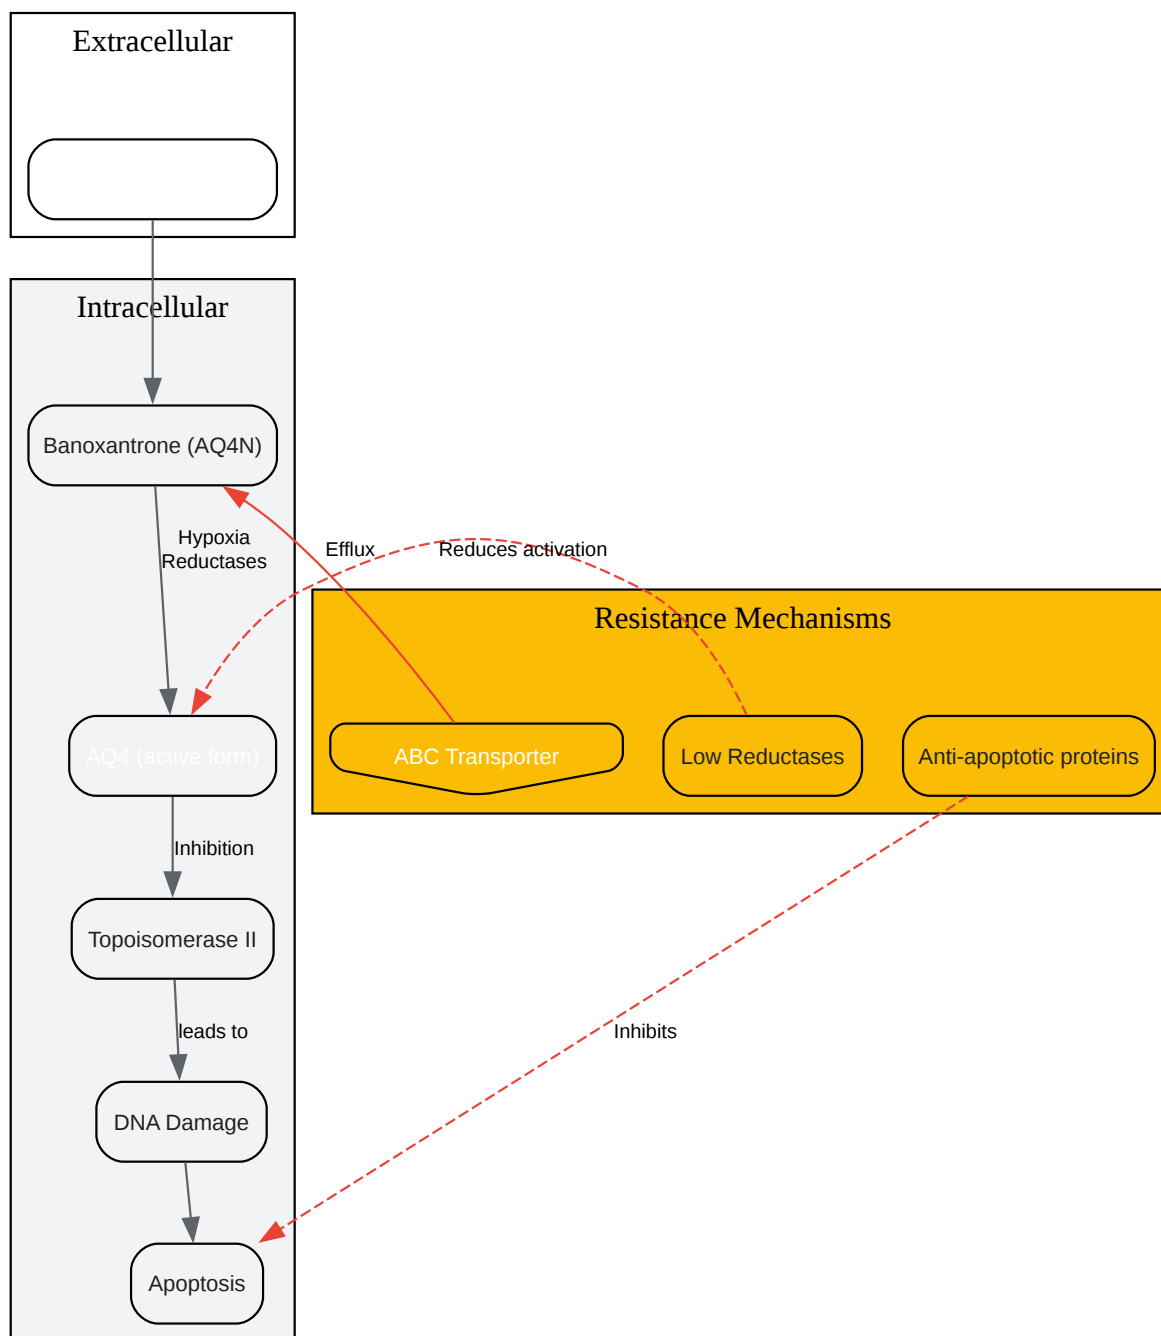 Extracellular
Intracellular
Banoxantrone (AQ4N)
Hypoxia
Reductases
Efflux
Reduces activation
Resistance Mechanisms
AQ4 (active form)
ABC Transporter
Low Reductases
Anti-apoptotic proteins
Inhibition
Topoisomerase II
leads to
Inhibits
DNA Damage
Apoptosis